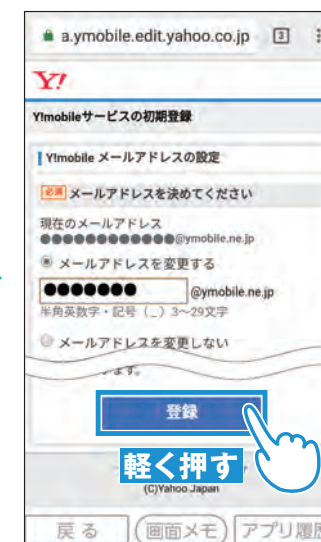 a.ymobile.edit.yahoo.co.jp 3
Y!
Y!mobileサービスの初期登録
Y!mobile メールアドレスの設定
必須 メールアドレスを決めてください
現在のメールアドレス
●●●●●●●●●●●●@ymobile.ne.jp
メールアドレスを変更する
●●●●●●● @ymobile.ne.jp
半角英数字・記号（_）3~29文字
メールアドレスを変更しない
ます。
登録
軽く押す
(C)Yahoo Japan
戻る 画面メモ アプリ履歴